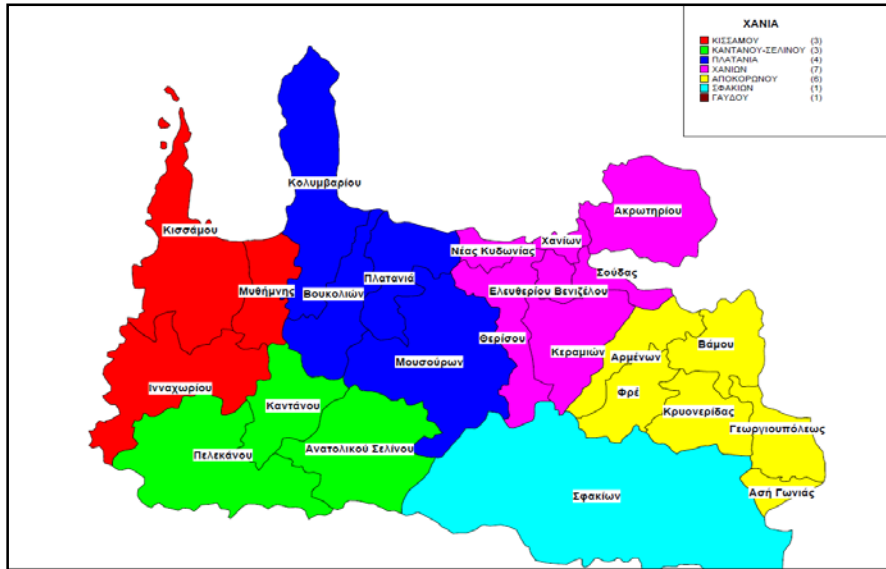 ΧΑΝΙΑ
ΚΙΣΣΑΜΟΥ (3)
ΚΑΝΤΑΝΟΥ-ΣΕΛΙΝΟΥ (3)
ΠΛΑΤΑΝΙΑ (4)
ΧΑΝΙΩΝ (7)
ΑΠΟΚΟΡΩΝΟΥ (6)
ΣΦΑΚΙΩΝ (1)
ΓΑΥΔΟΥ (1)
Κολυμβαρίου
Ακρωτηρίου
Κισσάμου
Χανίων
Νέας Κυδωνίας
Σούδας
Πλατανιά
Μυθήμνης
Βουκολιών
Ελευθερίου Βενιζέλου
Θερίσου
Βάμου
Κεραμιών
Αρμένων
Μουσούρων
Ινναχωρίου
Φρέ
Καντάνου
Κρυονερίδας
Γεωργιουπόλεως
Ανατολικού Σελίνου
Πελεκάνου
Σφακίων
Ασή Γωνιάς